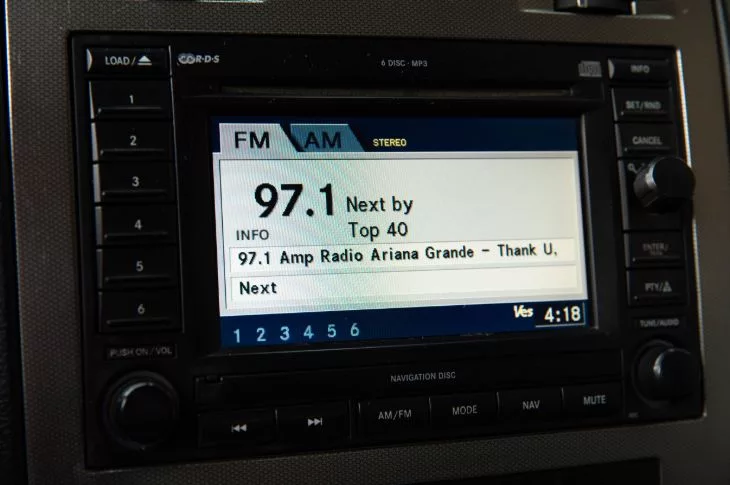 LOAD/
R·D·S
6 DISC · MP3
INFO
1
2
3
4
5
6
SET/RND
CANCEL
ENTER/
PTY/
TUNE/AUDIO
FM
AM
STEREO
97.1
Next by
Top 40
INFO
97.1 Amp Radio Ariana Grande - Thank U,
Next
1 2 3 4 5 6
Ves 4:18
PUSH ON/VOL
NAVIGATION DISC
AM/FM
MODE
NAV
MUTE